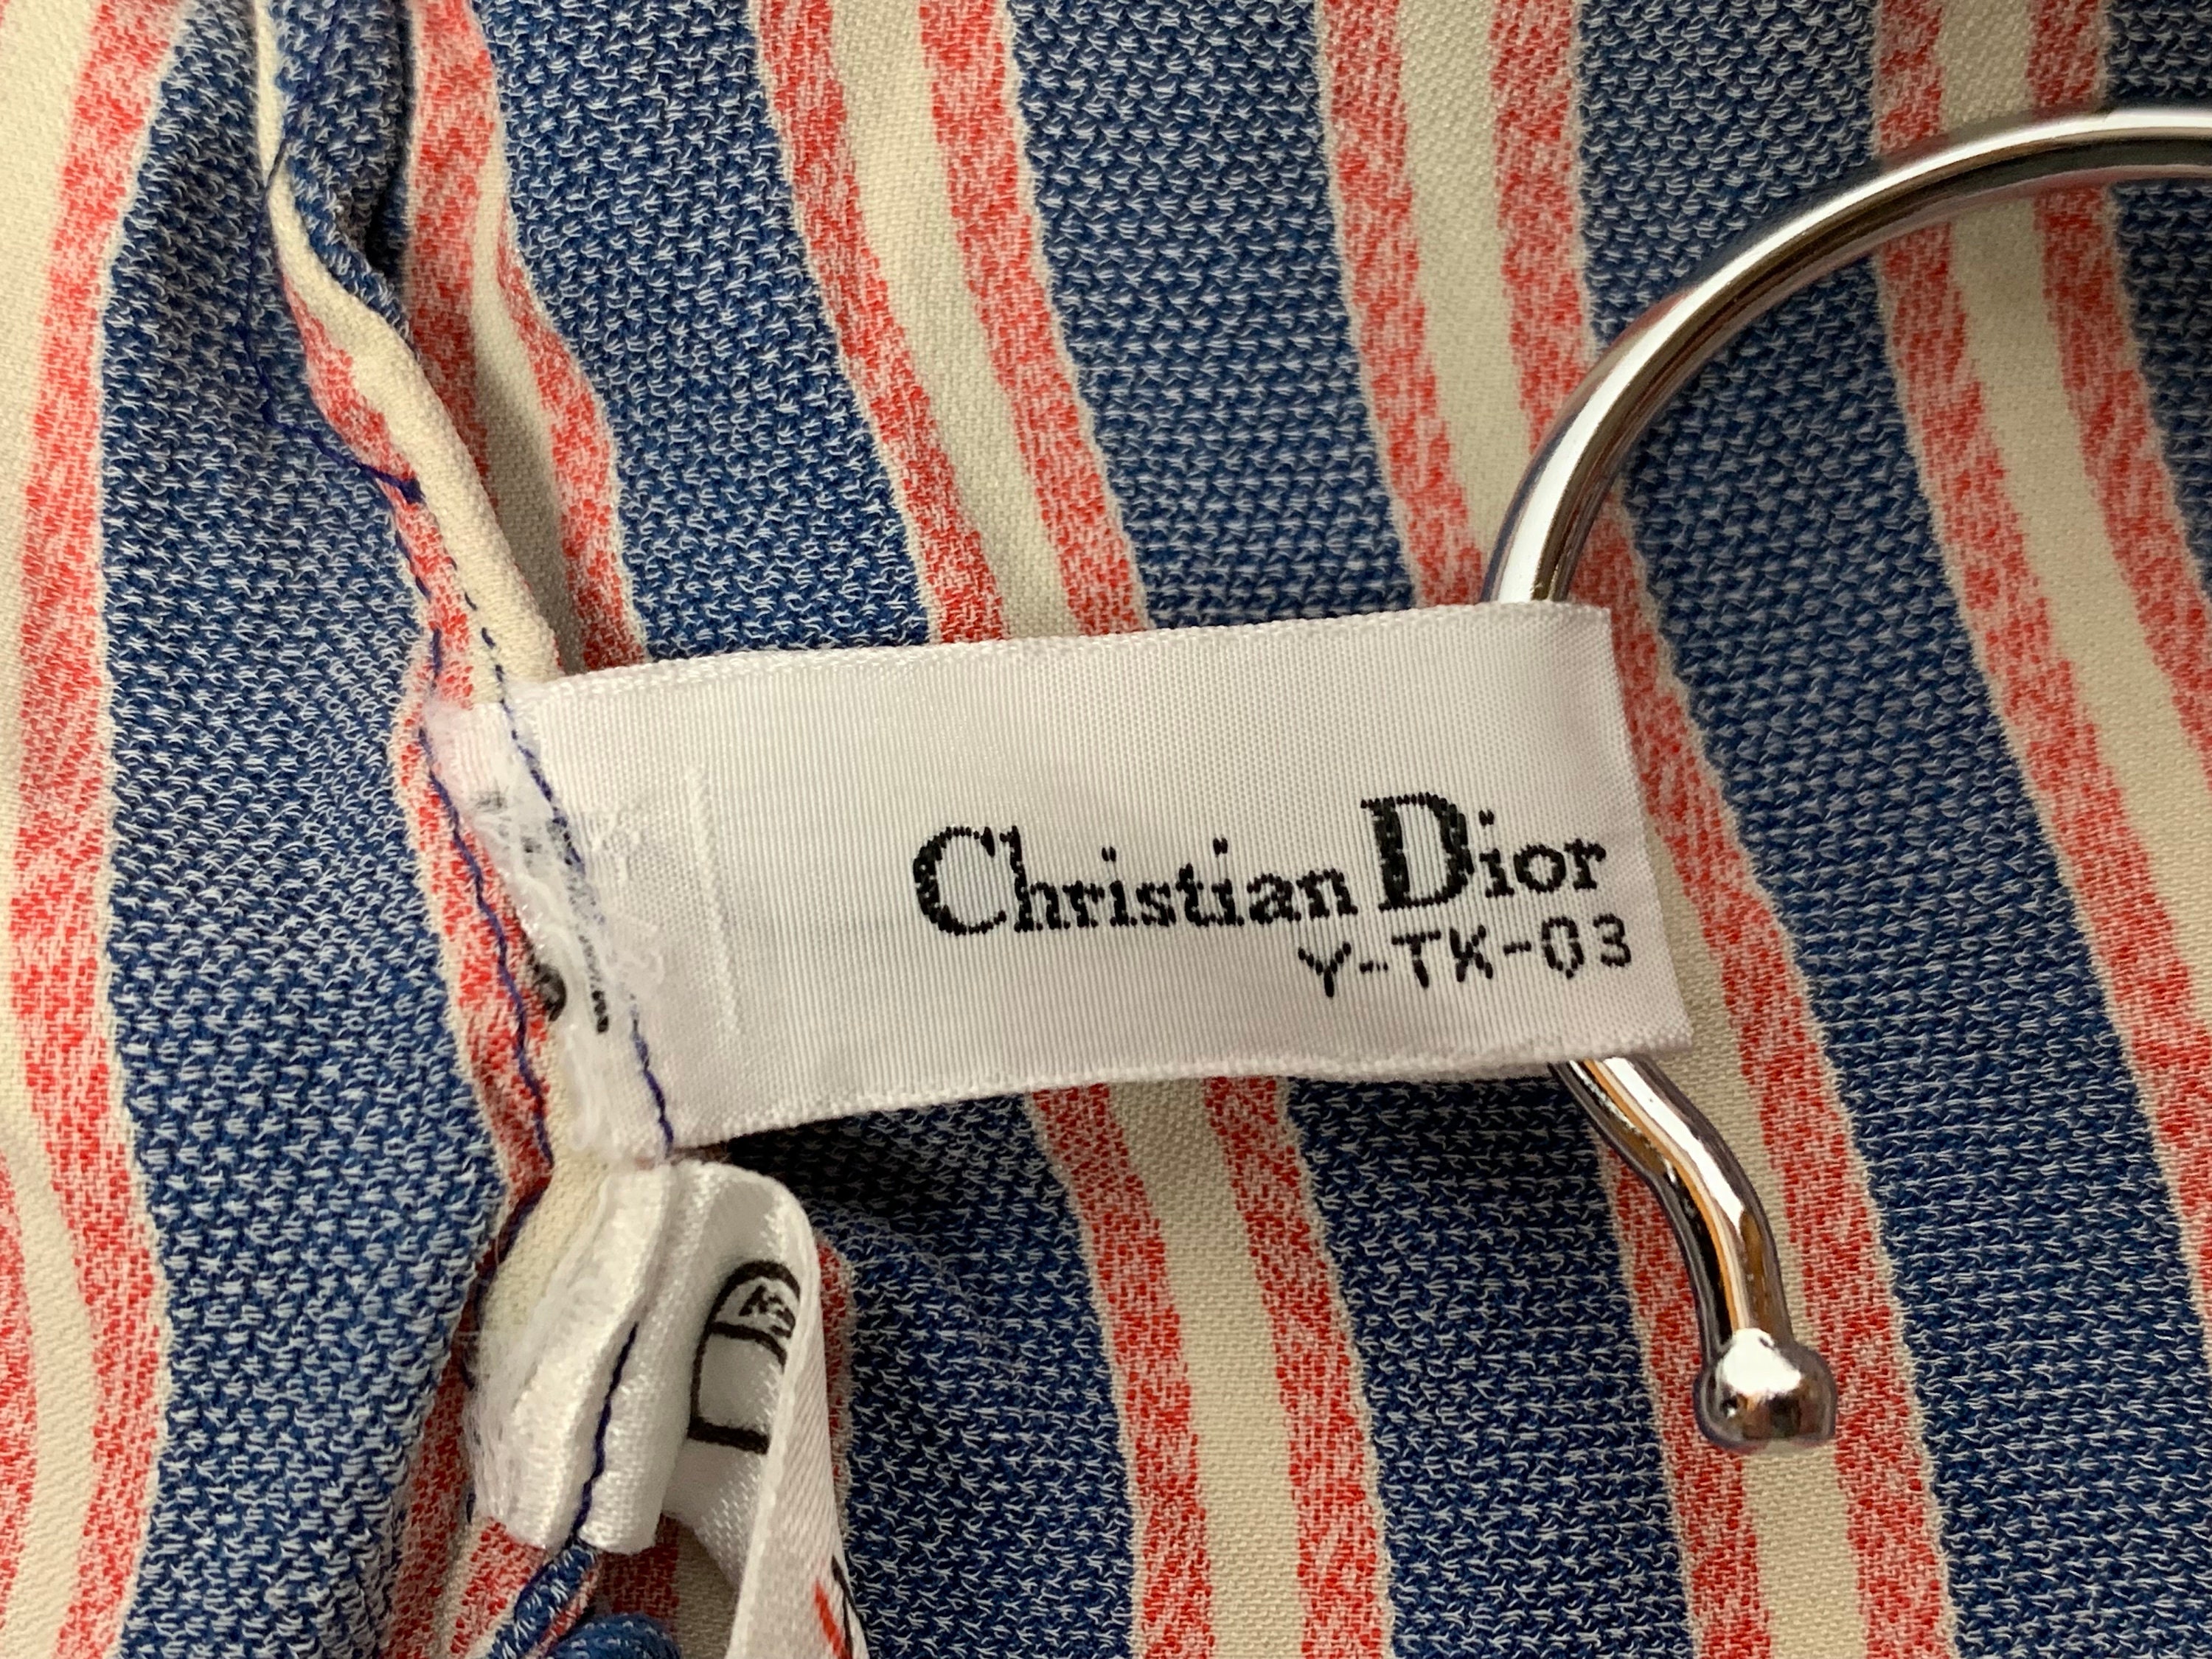 Christian Dior
Y-TK-03